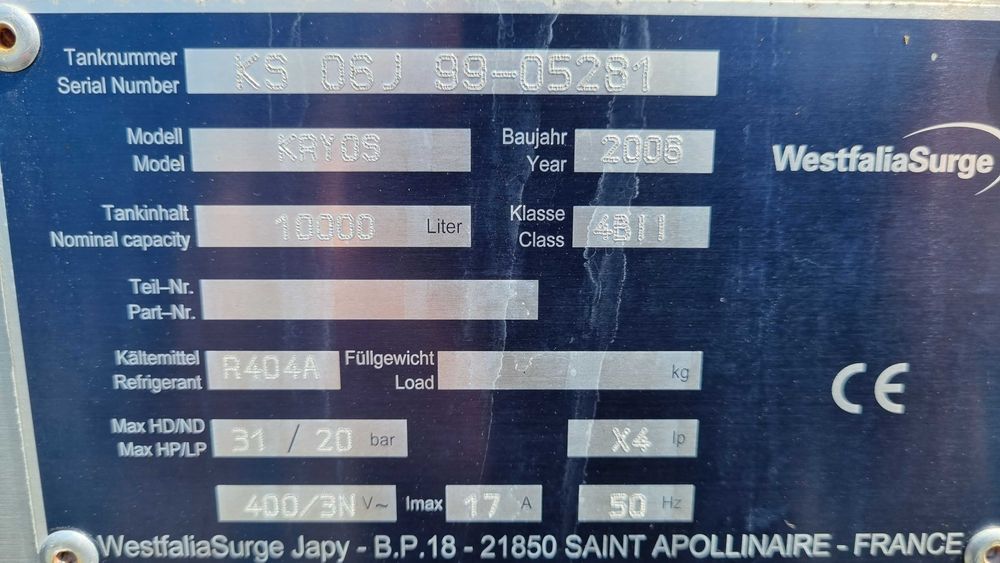 Tanknummer
Serial Number KS 06J 99-05281
Modell
Model KRYOS
Baujahr
Year 2006
WestfaliaSurge
Tankinhalt
Nominal capacity 10000 Liter
Klasse
Class 4BII
Teil-Nr.
Part-Nr.
Kältemittel
Refrigerant R404A
Füllgewicht
Load kg
CE
Max HD/ND
Max HP/LP 31 / 20 bar
X4 Ip
400/3N V~ Imax 17 A 50 Hz
WestfaliaSurge Japy - B.P.18 - 21850 SAINT APOLLINAIRE - FRANCE